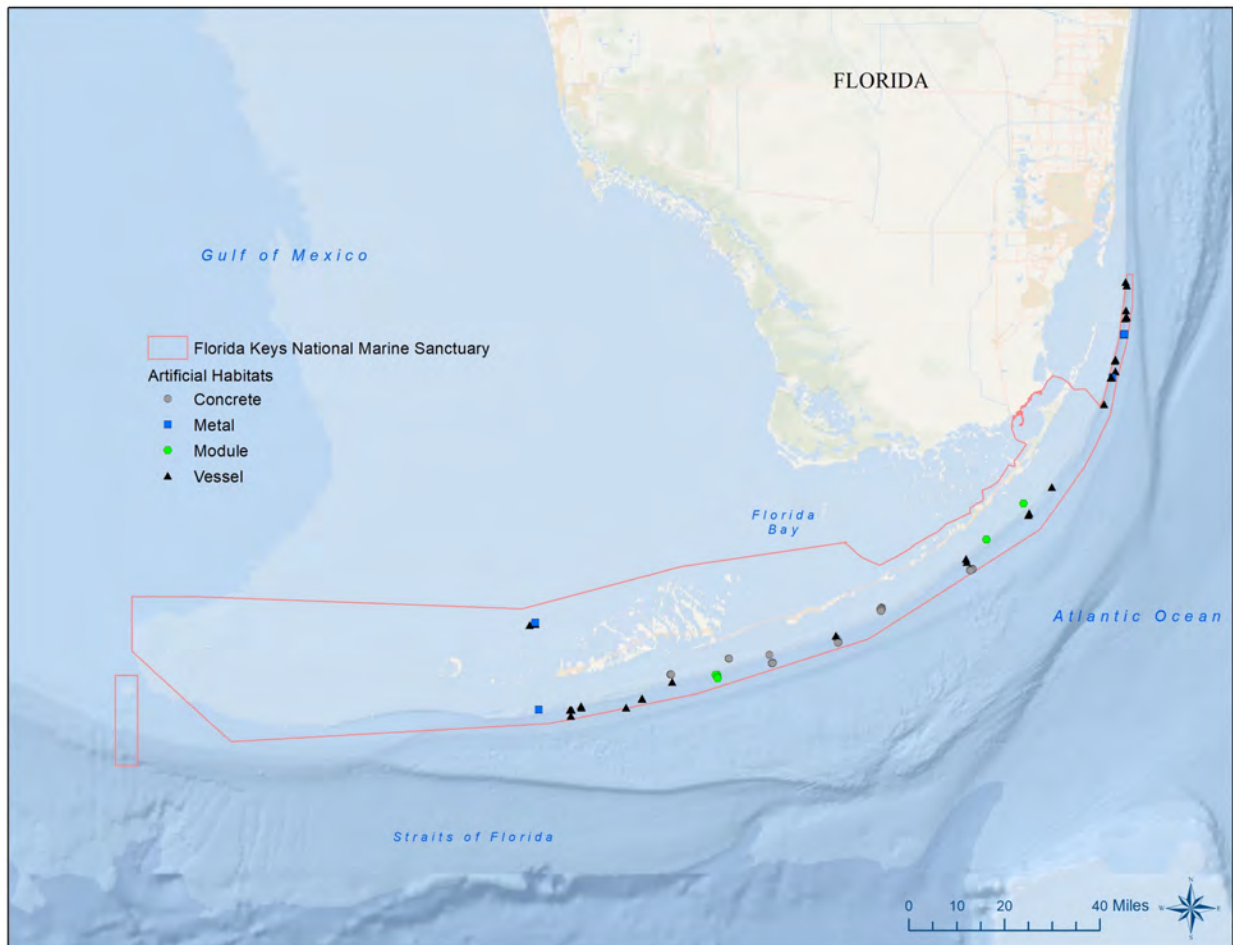 FLORIDA
Gulf of Mexico
Florida Keys National Marine Sanctuary
Artificial Habitats
Concrete
Metal
Module
Vessel
Florida
Bay
Atlantic Ocean
Straits of Florida
0 10 20 40 Miles
N
W E
S